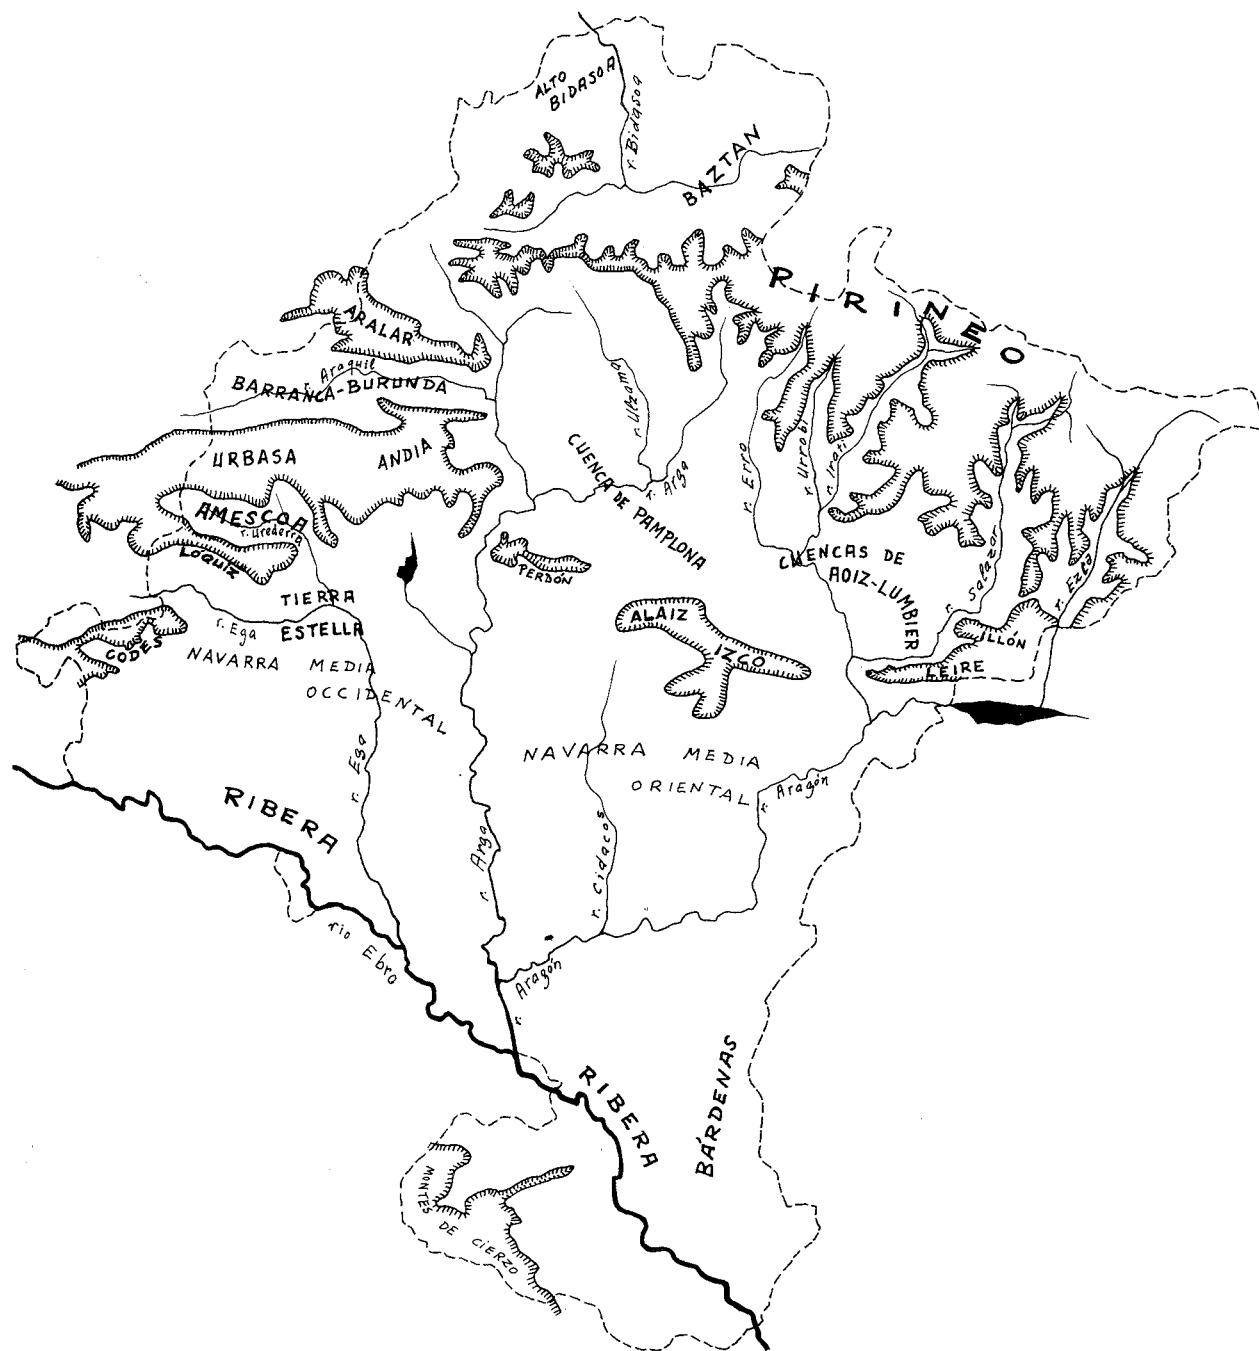 ALTO
BIDASOA
r. Bidasoa
BAZTAN
RIRINEO
ARALAR
r. Araquil
BARRANCA-BURUNDA
r. Ulzama
URBASA
ANDIA
CUENCA DE PAMPLONA
r. Arga
r. Erro
r. Urrobi
r. Irati
AMESCOA
r. Urederra
LOQUIZ
PERDÓN
CUENCAS DE
AOIZ-LUMBIER
r. Salazar
r. Ezka
TIERRA
ESTELLA
r. Ega
CODES
NAVARRA MEDIA
OCCIDENTAL
ALAIZ
IZCO
ILLÓN
LEIRE
r. Ega
NAVARRA MEDIA
ORIENTAL
r. Aragón
RIBERA
r. Arga
r. Cidacos
río Ebro
r. Aragón
RIBERA
BÁRDENAS
MONTES
DE CIERZO